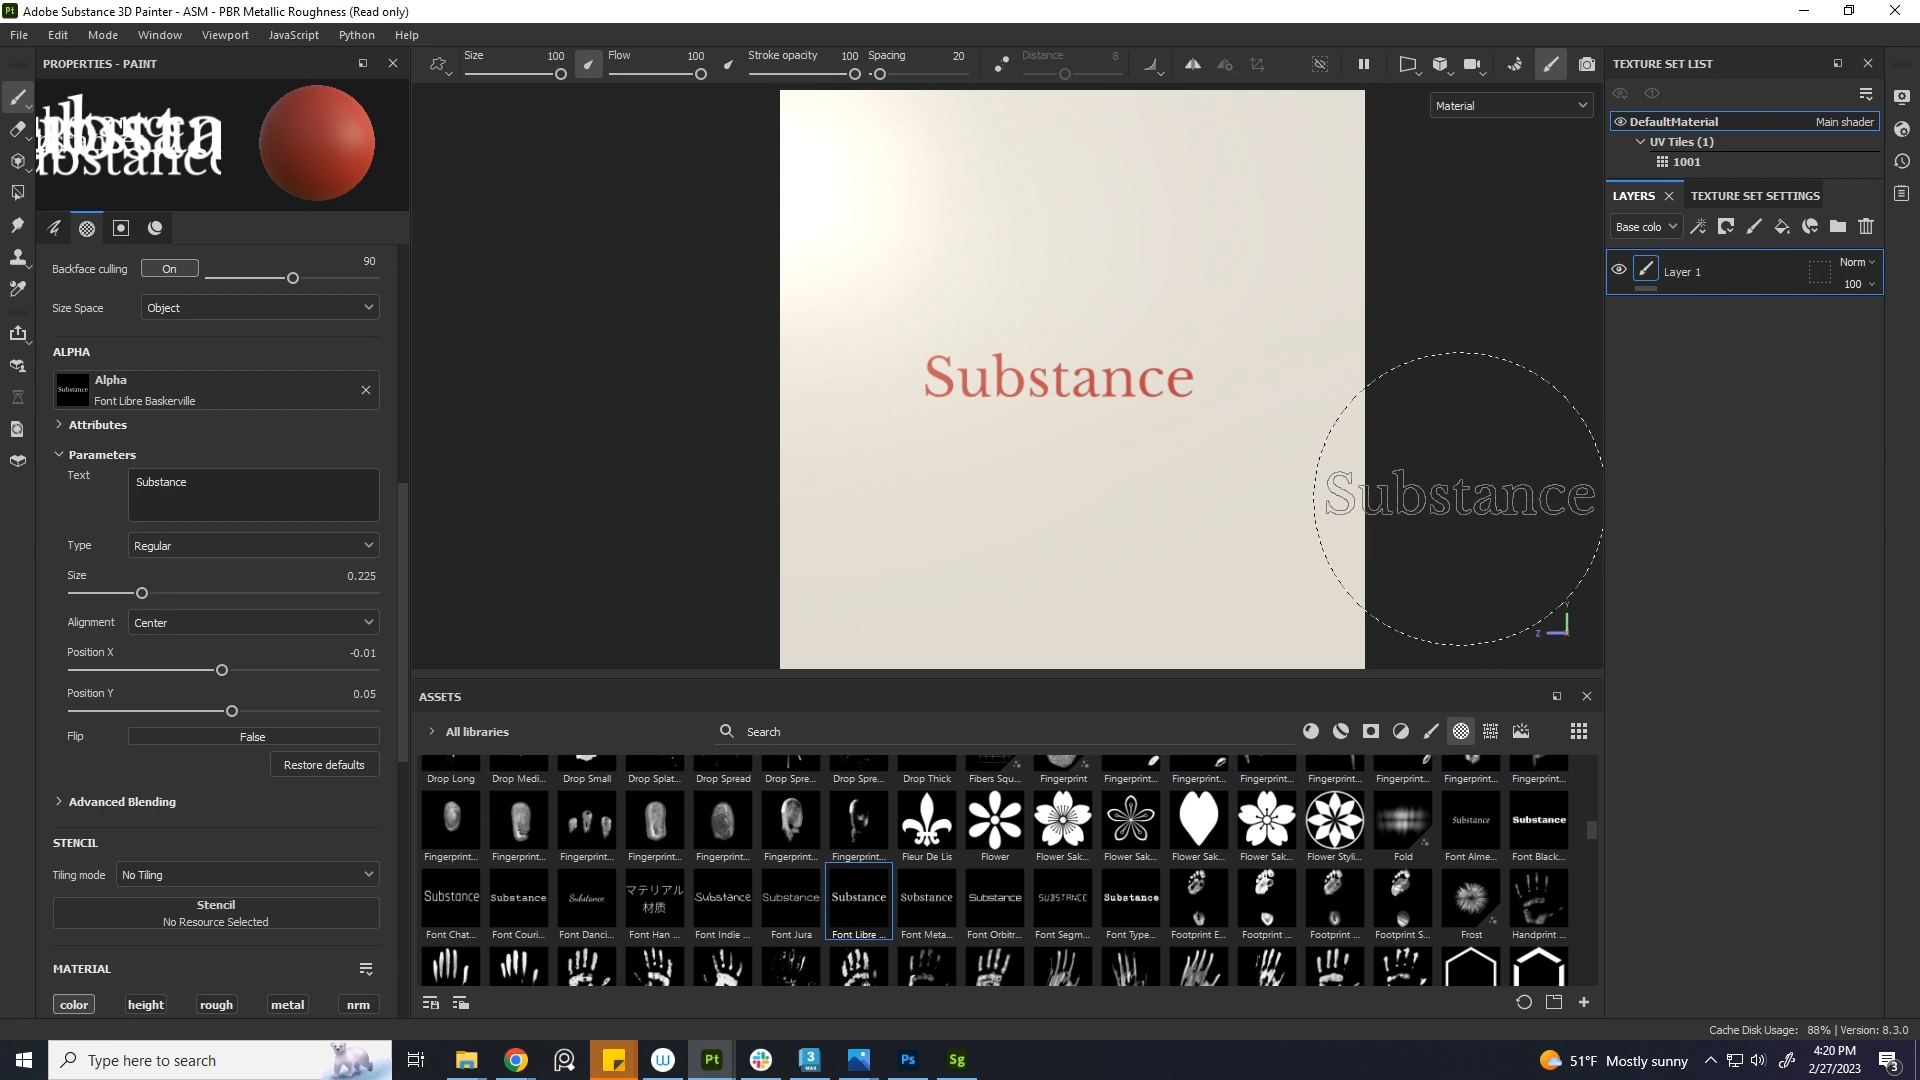 Adobe Substance 3D Painter - ASM - PBR Metallic Roughness (Read only)
File Edit Mode Window Viewport JavaScript Python Help
PROPERTIES - PAINT
Size 100 Flow 100 Stroke opacity 100 Spacing 20 Distance 8
Material
TEXTURE SET LIST
DefaultMaterial Main shader
UV Tiles (1)
1001
LAYERS TEXTURE SET SETTINGS
Base colo
Layer 1 Norm 100
Backface culling On 90
Size Space Object
ALPHA
Substance
Alpha
Font Libre Baskerville
Attributes
Parameters
Text Substance
Type Regular
Size 0.225
Alignment Center
Position X -0.01
Position Y 0.05
Flip False
Restore defaults
Advanced Blending
STENCIL
Tiling mode No Tiling
Stencil
No Resource Selected
MATERIAL
color height rough metal nrm
Substance
Substance
Y
Z
ASSETS
All libraries Search
Drop Long Drop Medi... Drop Small Drop Splat... Drop Spread Drop Spre... Drop Spre... Drop Thick Fibers Squ... Fingerprint Fingerprint... Fingerprint... Fingerprint... Fingerprint... Fingerprint... Fingerprint... Fingerprint...
Substance Substance
Fingerprint... Fingerprint... Fingerprint... Fingerprint... Fingerprint... Fingerprint... Fingerprint... Fleur De Lis Flower Flower Sak... Flower Sak... Flower Sak... Flower Sak... Flower Styli... Fold Font Alme... Font Black...
Substance Substance Substance マテリアル Substance Substance Substance Substance Substance SUBSTANCE Substance
材质
Font Chat... Font Couri... Font Danci... Font Han ... Font Indie ... Font Jura Font Libre ... Font Meta... Font Orbitr... Font Segm... Font Type... Footprint E... Footprint ... Footprint ... Footprint S... Frost Handprint ...
Cache Disk Usage: 88% | Version: 8.3.0
Type here to search
51°F Mostly sunny
4:20 PM
2/27/2023
3